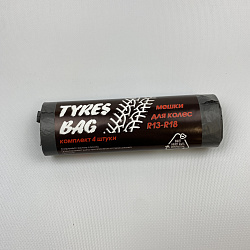 TYRES
BAG
КОМПЛЕКТ 4 ШТУКИ
МЕШКИ
ДЛЯ КОЛЕС
R13-R18